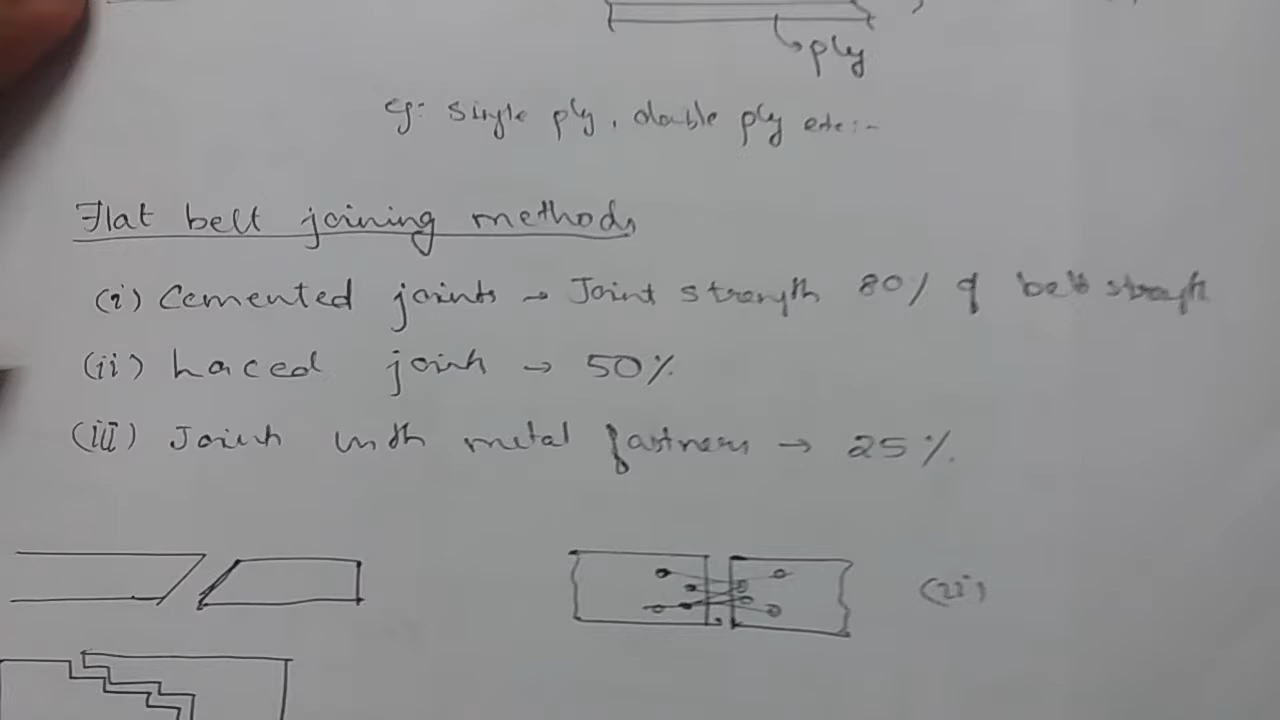 ply
eg: single ply, double ply etc:-
Flat belt joining methods
(i) Cemented joints → Joint strength 80% of belt strength
(ii) Laced joint → 50%
(iii) Joint with metal fastners → 25%.
(ii)